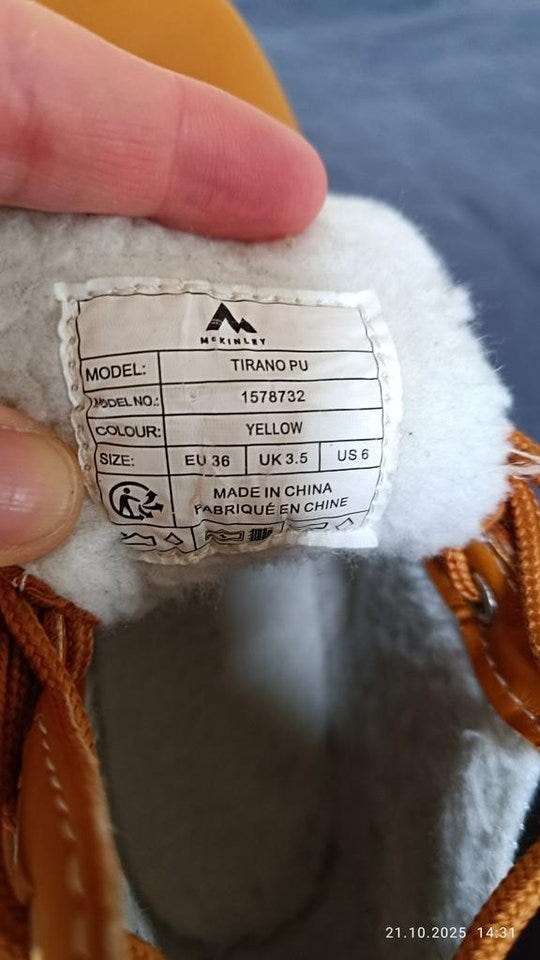 McKINLEY
MODEL: TIRANO PU
MODEL NO.: 1578732
COLOUR: YELLOW
SIZE: EU 36 UK 3.5 US 6
MADE IN CHINA
FABRIQUÉ EN CHINE
21.10.2025 14:31